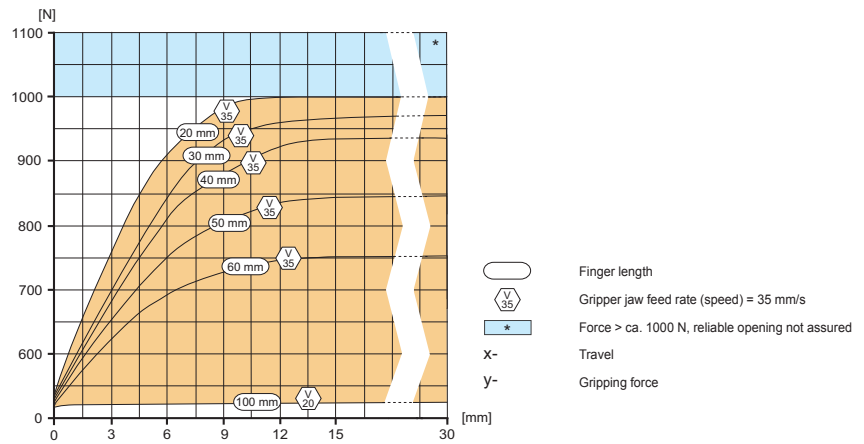 [N]
1100
*
1000
V
35
20 mm
V
35
30 mm
900
V
35
40 mm
V
35
50 mm
800
V
35
60 mm
700
600
V
20
100 mm
0
[mm]
0 3 6 9 12 15 30
Finger length
V
35
Gripper jaw feed rate (speed) = 35 mm/s
* Force > ca. 1000 N, reliable opening not assured
x- Travel
y- Gripping force